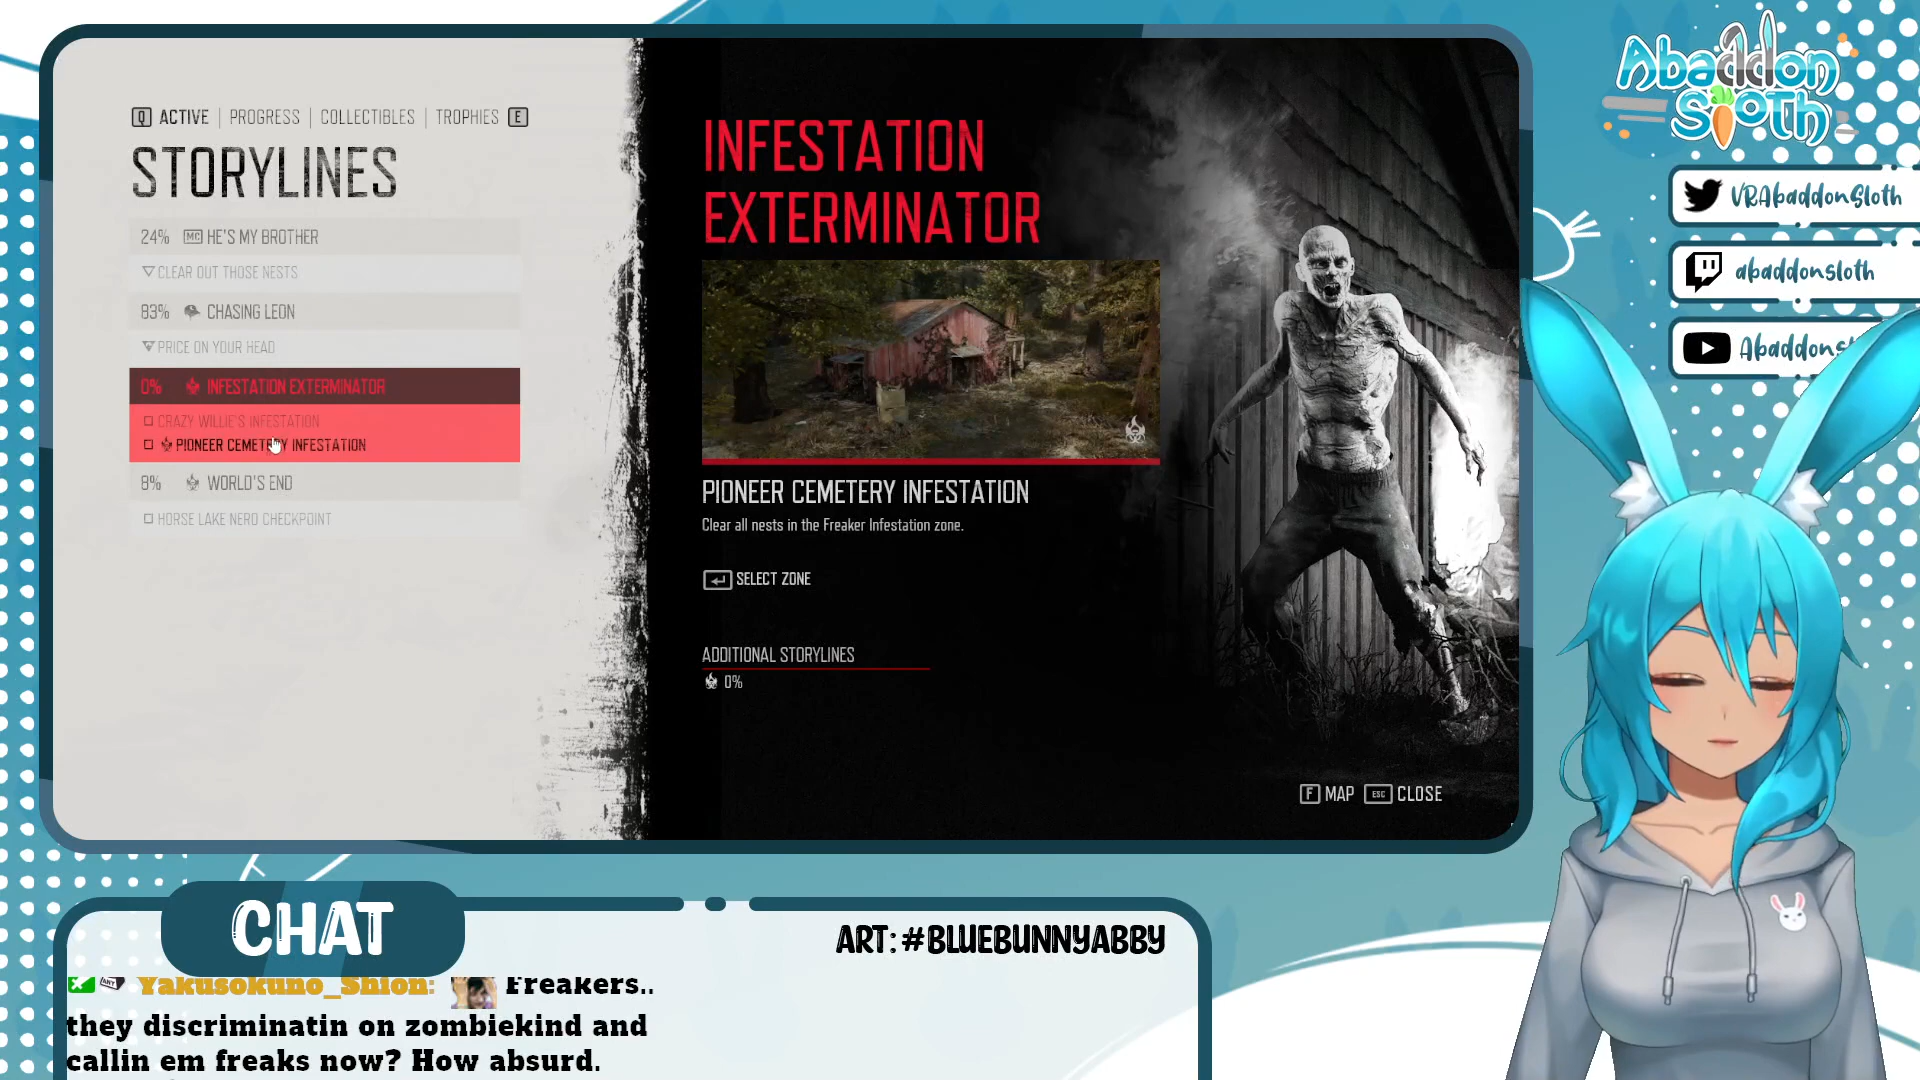 Q ACTIVE | PROGRESS | COLLECTIBLES | TROPHIES E
STORYLINES
24% MC HE'S MY BROTHER
CLEAR OUT THOSE NESTS
83% CHASING LEON
PRICE ON YOUR HEAD
0% INFESTATION EXTERMINATOR
CRAZY WILLIE'S INFESTATION
PIONEER CEMETERY INFESTATION
8% WORLD'S END
HORSE LAKE NERO CHECKPOINT
INFESTATION
EXTERMINATOR
PIONEER CEMETERY INFESTATION
Clear all nests in the Freaker Infestation zone.
SELECT ZONE
ADDITIONAL STORYLINES
0%
F MAP ESC CLOSE
Abaddon
Sloth
VRAbaddonSloth
abaddonsloth
CHAT
ART: #BLUEBUNNYABBY
Yakusokuno_Shion: Freakers..
they discriminatin on zombiekind and
callin em freaks now? How absurd.